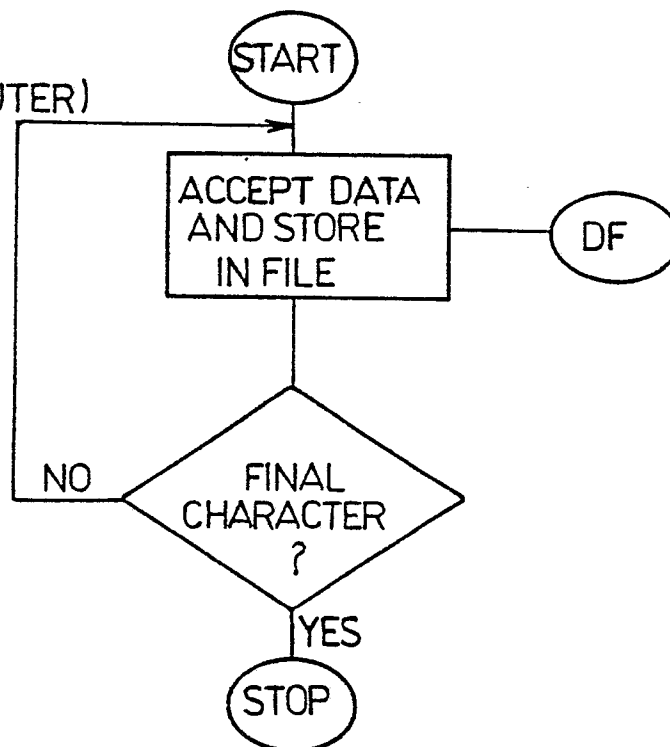 START
UTER)
ACCEPT DATA
AND STORE
IN FILE
DF
NO
FINAL
CHARACTER
?
YES
STOP